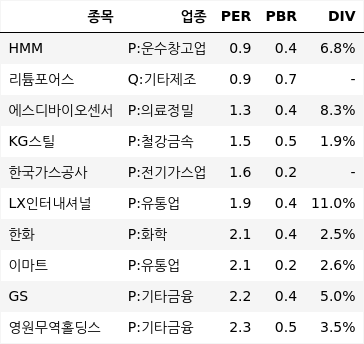 종목 업종 PER PBR DIV
HMM P:운수창고업 0.9 0.4 6.8%
리튬포어스 Q:기타제조 0.9 0.7 -
에스디바이오센서 P:의료정밀 1.3 0.4 8.3%
KG스틸 P:철강금속 1.5 0.5 1.9%
한국가스공사 P:전기가스업 1.6 0.2 -
LX인터내셔널 P:유통업 1.9 0.4 11.0%
한화 P:화학 2.1 0.4 2.5%
이마트 P:유통업 2.1 0.2 2.6%
GS P:기타금융 2.2 0.4 5.0%
영원무역홀딩스 P:기타금융 2.3 0.5 3.5%